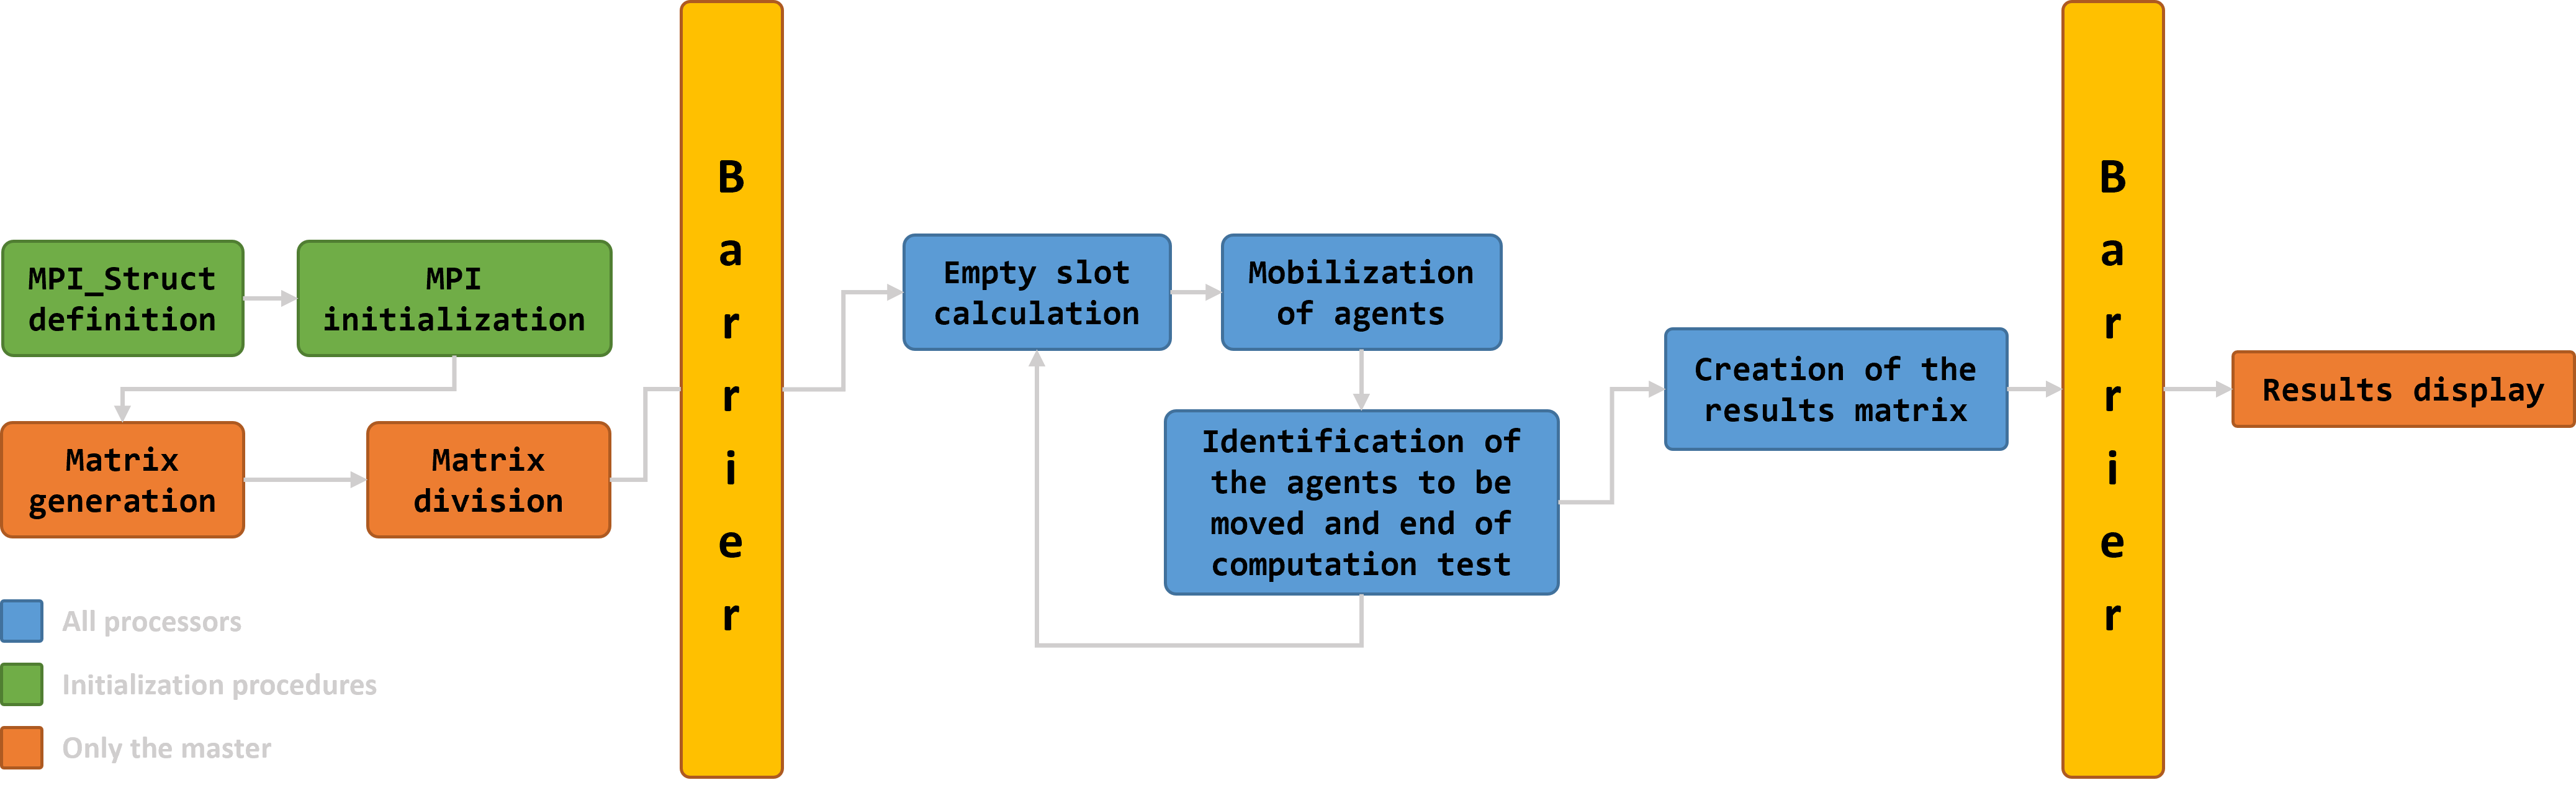 MPI_Struct
definition
MPI
initialization
Matrix
generation
Matrix
division
B
a
r
r
i
e
r
Empty slot
calculation
Mobilization
of agents
Identification of
the agents to be
moved and end of
computation test
Creation of the
results matrix
B
a
r
r
i
e
r
Results display
All processors
Initialization procedures
Only the master